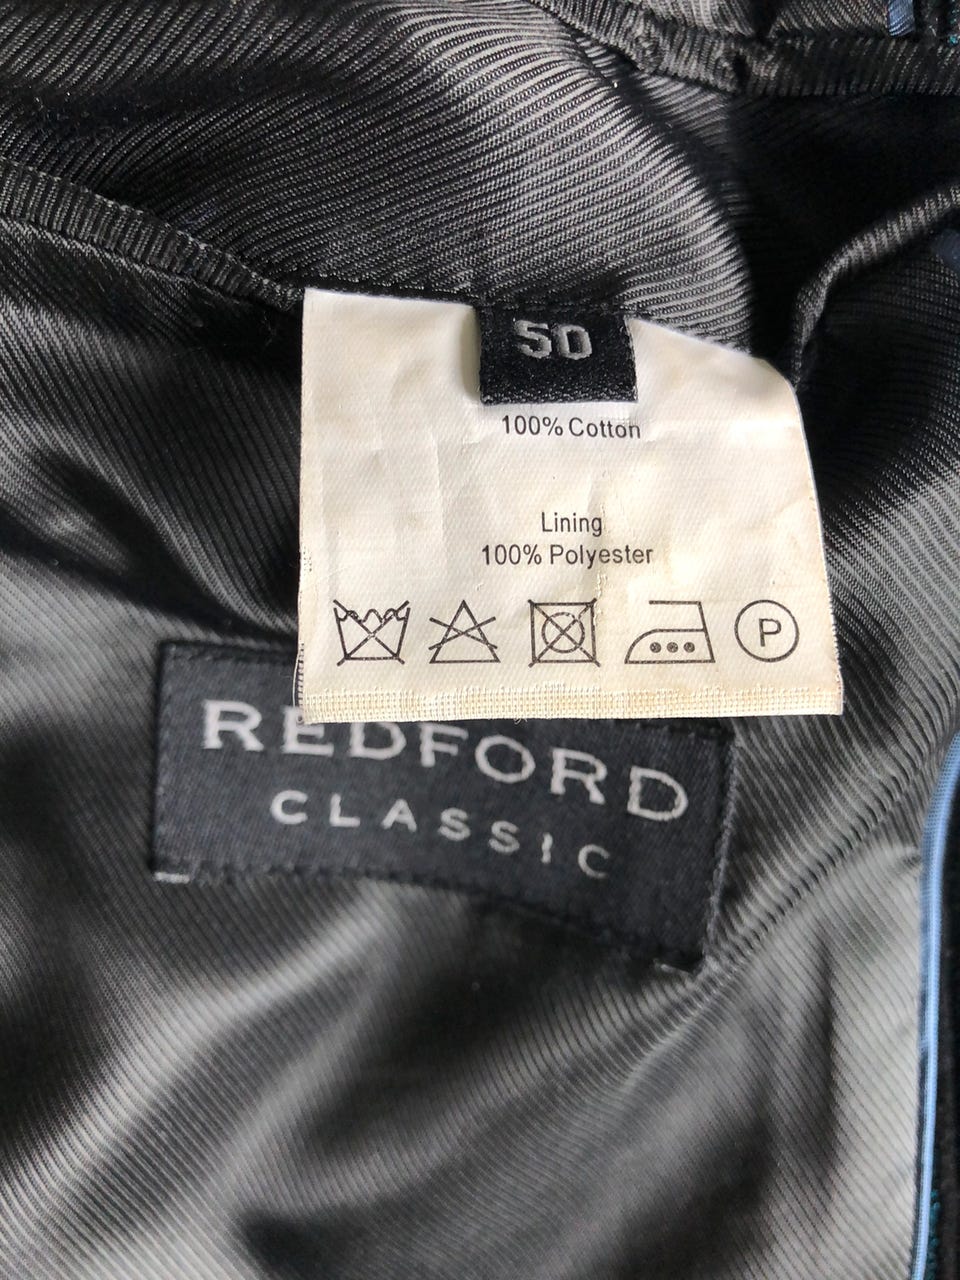 50
100% Cotton
Lining
100% Polyester
P
REDFORD
CLASSIC